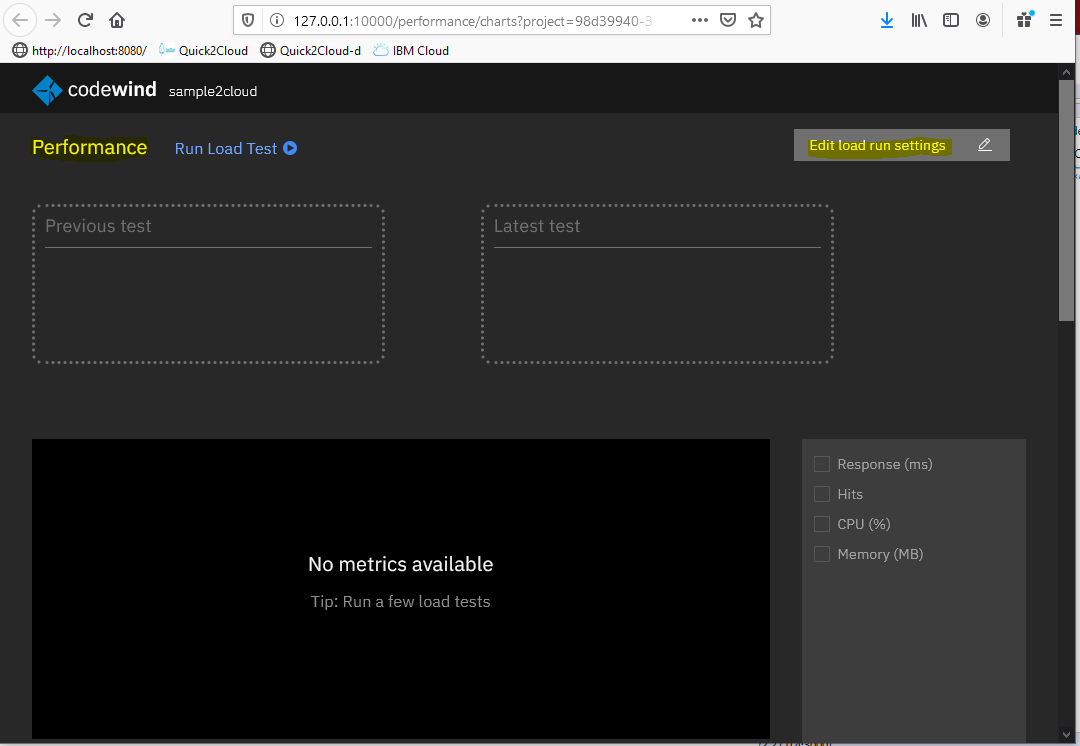 127.0.0.1:10000/performance/charts?project=98d39940-3
http://localhost:8080/ Quick2Cloud Quick2Cloud-d IBM Cloud
codewind sample2cloud
Performance Run Load Test Edit load run settings
Previous test Latest test
Response (ms)
Hits
CPU (%)
Memory (MB)
No metrics available
Tip: Run a few load tests